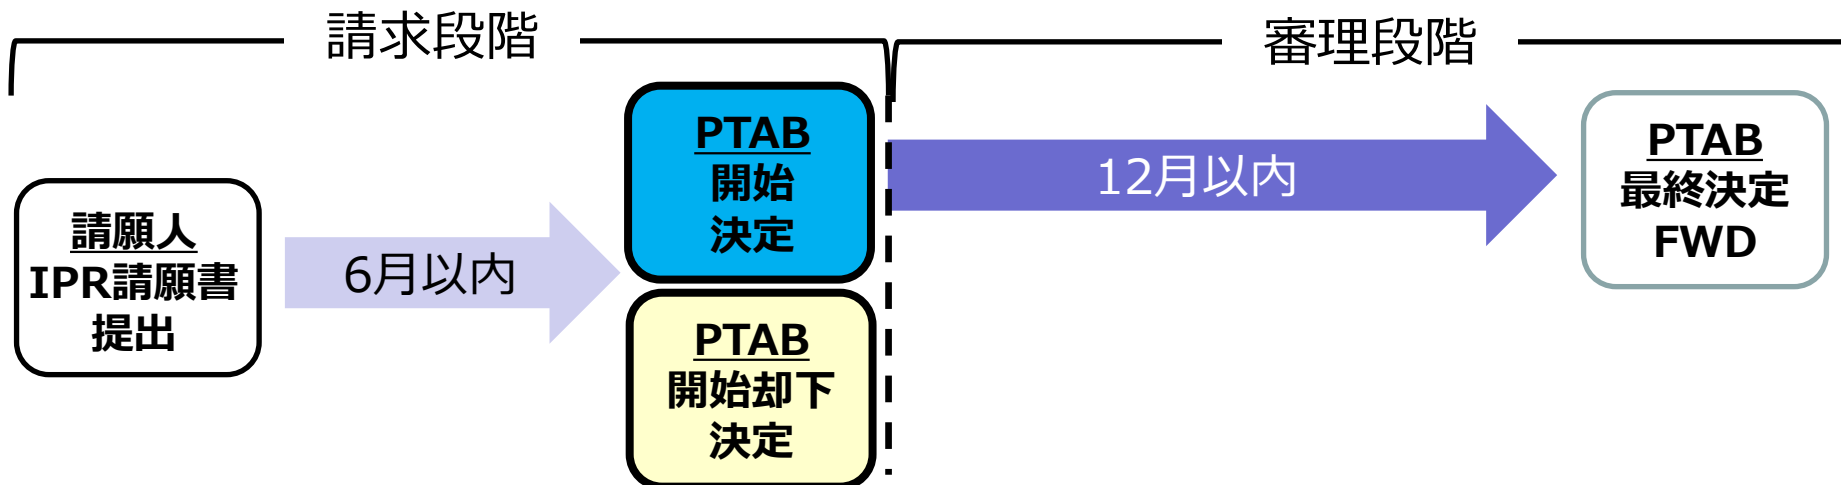 請求段階
審理段階
請願人
IPR請願書
提出
6月以内
PTAB
開始
決定
PTAB
開始却下
決定
12月以内
PTAB
最終決定
FWD